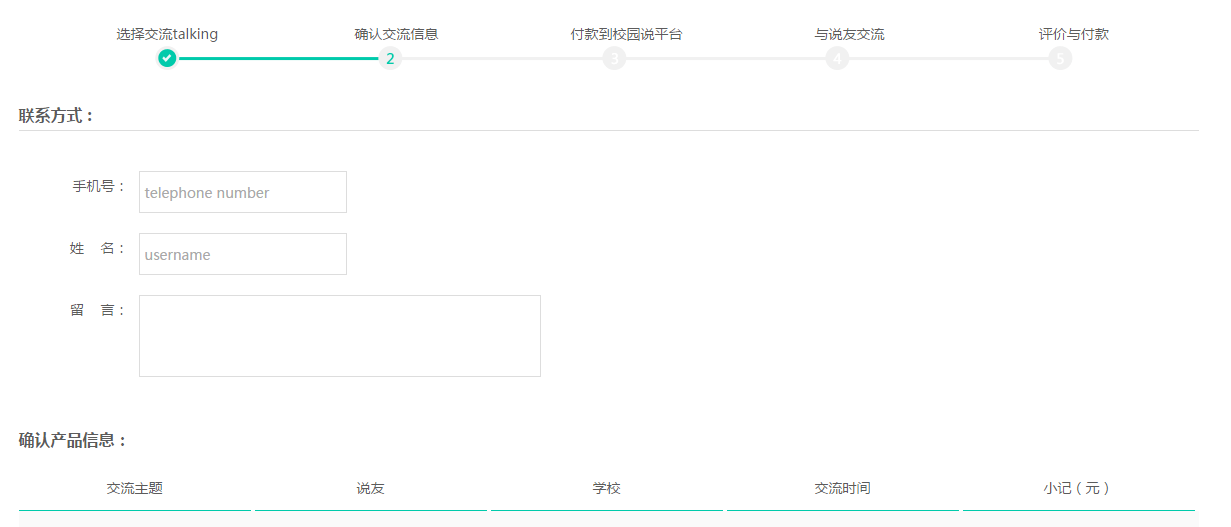 选择交流talking 确认交流信息 付款到校园说平台 与说友交流 评价与付款
2 3 4 5
联系方式：
手机号： telephone number
姓 名： username
留 言：
确认产品信息：
交流主题 说友 学校 交流时间 小记（元）